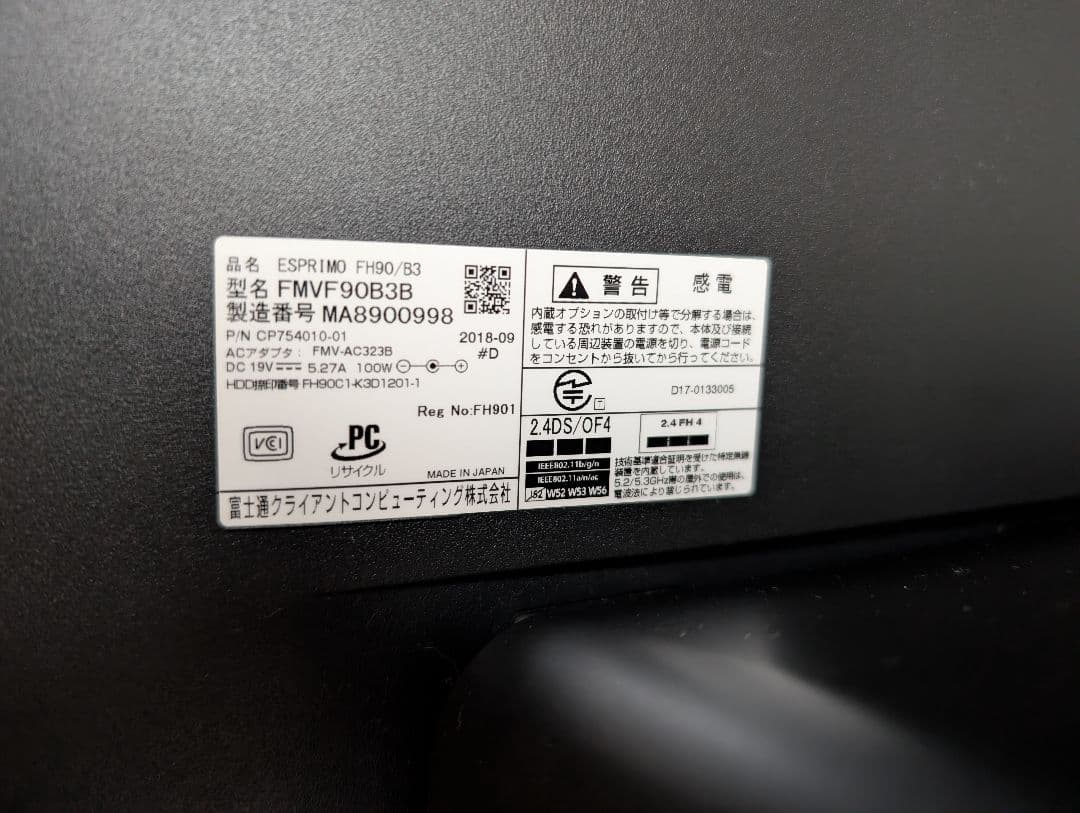 品名 ESPRIMO FH90/B3
型名 FMVF90B3B
製造番号 MA8900998
P/N CP754010-01
2018-09
#D
ACアダプタ: FMV-AC323B
DC 19V 5.27A 100W
HDD捺印番号 FH90C1-K3D1201-1
Reg No:FH901
VCCI
PC
リサイクル
MADE IN JAPAN
富士通クライアントコンピューティング株式会社
警告
感電
内蔵オプションの取付け等で分解する場合は、
感電する恐れがありますので、本体及び接続
している周辺装置の電源を切り、電源コード
をコンセントから抜いてから行ってください。
T
D17-0133005
2.4DS/OF4
IEEE802.11b/g/n
IEEE802.11a/n/ac
J52 W52 W53 W56
2.4 FH 4
技術基準適合証明を受けた特定無線
装置を内蔵しています。
5.2/5.3GHz帯の屋外での使用は、
電波法により禁じられています。